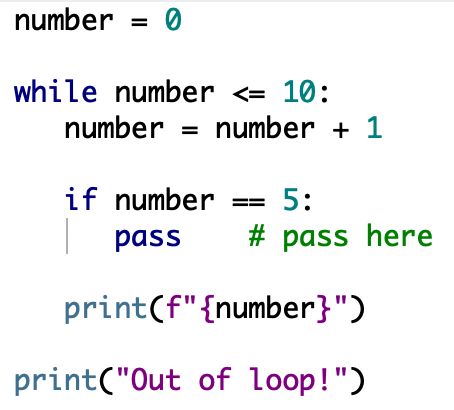 number = 0
while number <= 10:
number = number + 1
if number == 5:
pass # pass here
print(f"{number}")
print("Out of loop!")